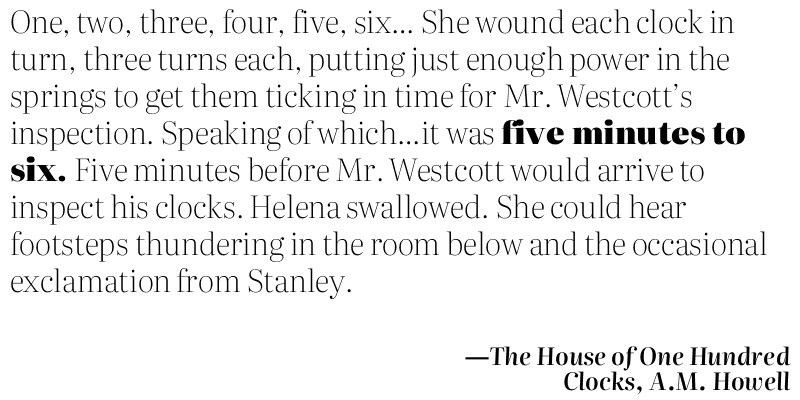 One, two, three, four, five, six... She wound each clock in
turn, three turns each, putting just enough power in the
springs to get them ticking in time for Mr. Westcott’s
inspection. Speaking of which...it was five minutes to
six. Five minutes before Mr. Westcott would arrive to
inspect his clocks. Helena swallowed. She could hear
footsteps thundering in the room below and the occasional
exclamation from Stanley.
—The House of One Hundred
Clocks, A.M. Howell